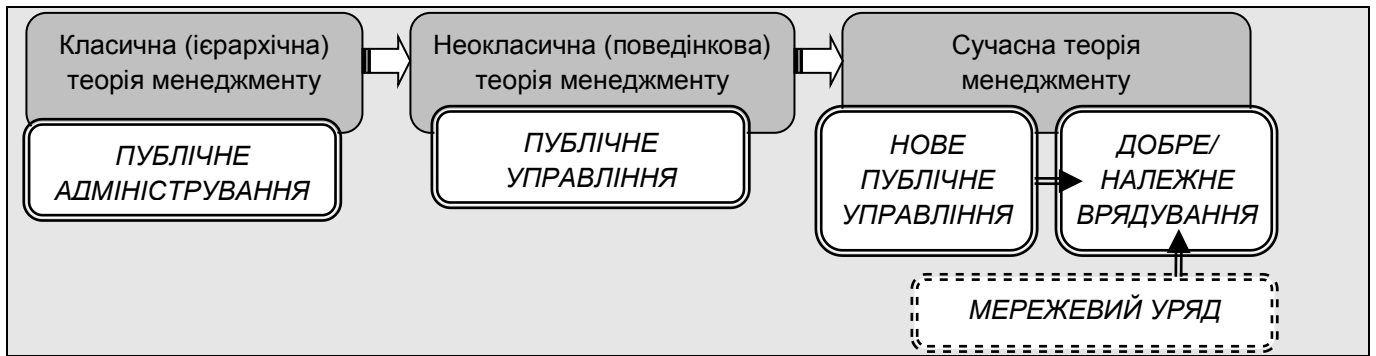 Класична (ієрархічна)
теорія менеджменту
Неокласична (поведінкова)
теорія менеджменту
Сучасна теорія
менеджменту
ПУБЛІЧНЕ
АДМІНІСТРУВАННЯ
ПУБЛІЧНЕ
УПРАВЛІННЯ
НОВЕ
ПУБЛІЧНЕ
УПРАВЛІННЯ
ДОБРЕ/
НАЛЕЖНЕ
ВРЯДУВАННЯ
МЕРЕЖЕВИЙ УРЯД